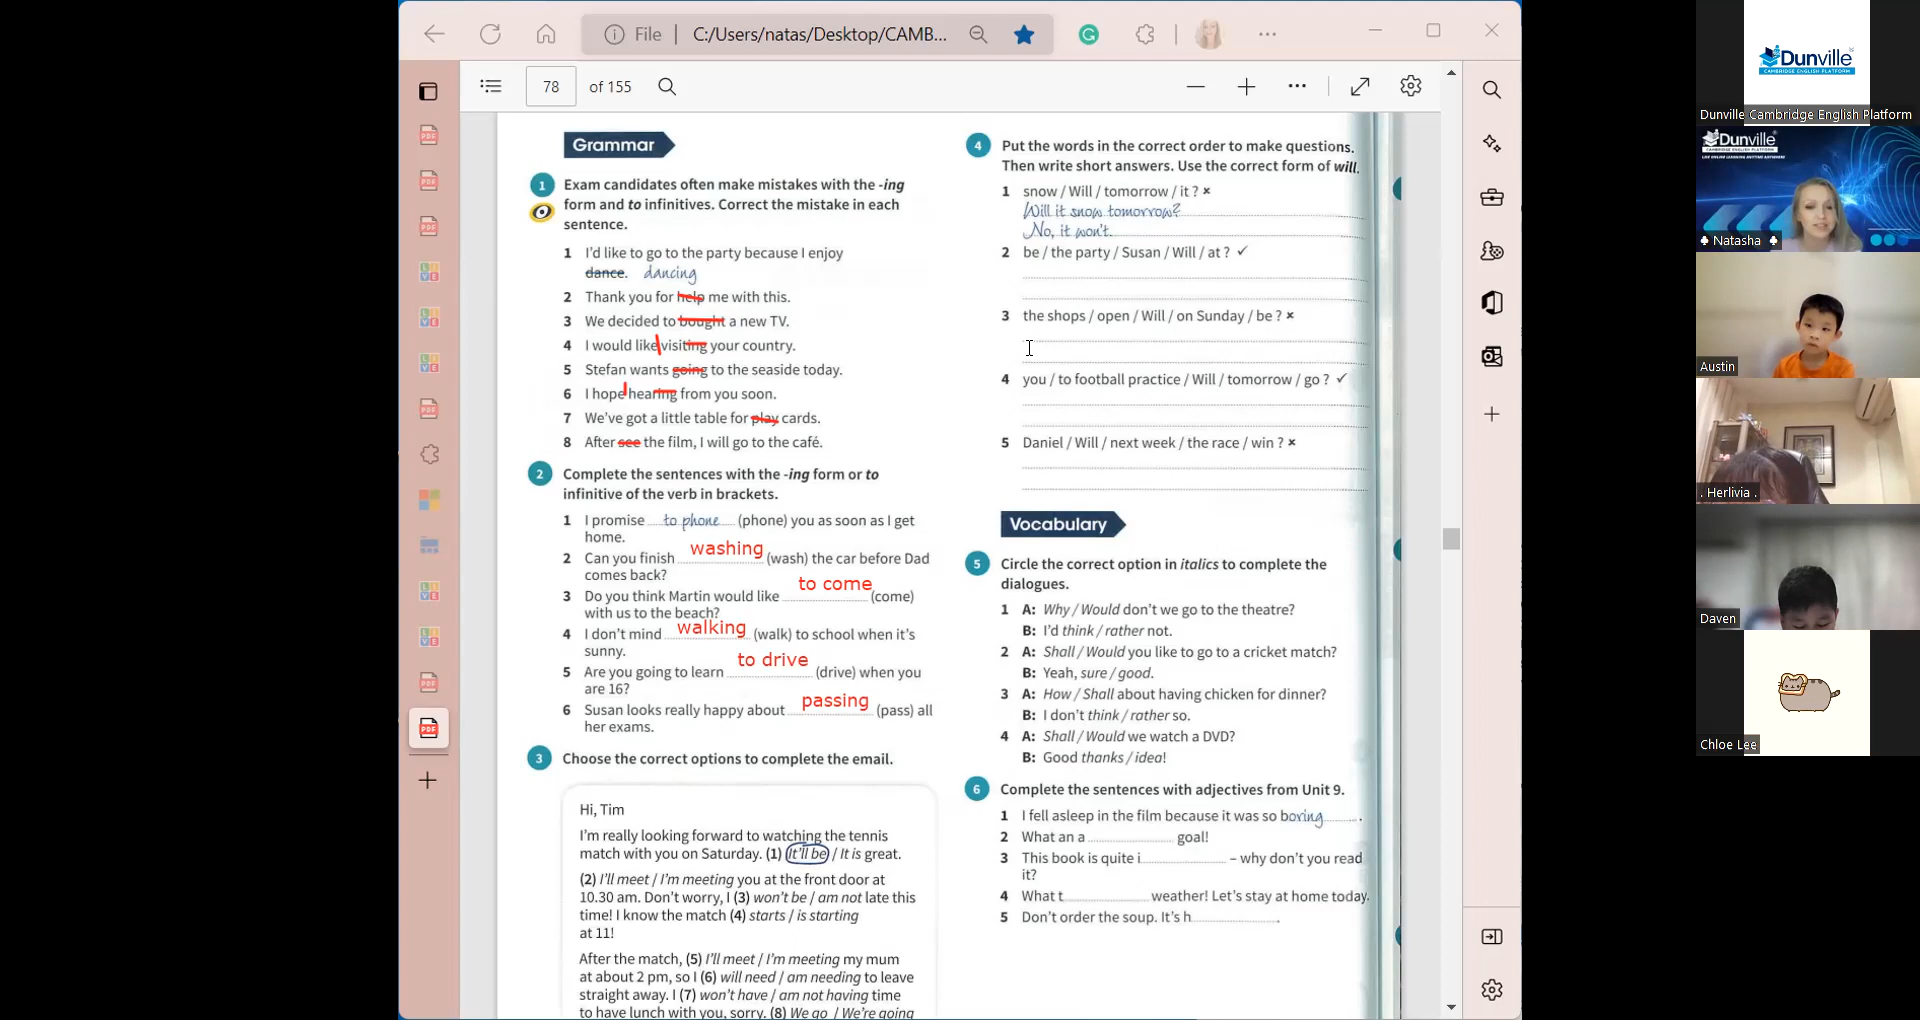 File
C:/Users/natas/Desktop/CAMB...
78
of 155
Grammar
1 Exam candidates often make mistakes with the -ing
form and to infinitives. Correct the mistake in each
sentence.
1 I'd like to go to the party because I enjoy
dance. dancing
2 Thank you for help me with this.
3 We decided to bought a new TV.
4 I would like visiting your country.
5 Stefan wants going to the seaside today.
6 I hope hearing from you soon.
7 We've got a little table for play cards.
8 After see the film, I will go to the café.
2 Complete the sentences with the -ing form or to
infinitive of the verb in brackets.
1 I promise to phone (phone) you as soon as I get
home.
2 Can you finish washing (wash) the car before Dad
comes back?
3 Do you think Martin would like to come (come)
with us to the beach?
4 I don't mind walking (walk) to school when it's
sunny.
5 Are you going to learn to drive (drive) when you
are 16?
6 Susan looks really happy about passing (pass) all
her exams.
3 Choose the correct options to complete the email.
Hi, Tim
I'm really looking forward to watching the tennis
match with you on Saturday. (1) It'll be / It is great.
(2) I'll meet / I'm meeting you at the front door at
10.30 am. Don't worry, I (3) won't be / am not late this
time! I know the match (4) starts / is starting
at 11!
After the match, (5) I'll meet / I'm meeting my mum
at about 2 pm, so I (6) will need / am needing to leave
straight away. I (7) won't have / am not having time
to have lunch with you, sorry. (8) We go / We're going
4 Put the words in the correct order to make questions.
Then write short answers. Use the correct form of will.
1 snow / Will / tomorrow / it ? ×
Will it snow tomorrow?
No, it won't.
2 be / the party / Susan / Will / at ? ✓
3 the shops / open / Will / on Sunday / be ? ×
4 you / to football practice / Will / tomorrow / go ? ✓
5 Daniel / Will / next week / the race / win ? ×
Vocabulary
5 Circle the correct option in italics to complete the
dialogues.
1 A: Why / Would don't we go to the theatre?
B: I'd think / rather not.
2 A: Shall / Would you like to go to a cricket match?
B: Yeah, sure / good.
3 A: How / Shall about having chicken for dinner?
B: I don't think / rather so.
4 A: Shall / Would we watch a DVD?
B: Good thanks / idea!
6 Complete the sentences with adjectives from Unit 9.
1 I fell asleep in the film because it was so boring.
2 What an a goal!
3 This book is quite i – why don't you read
it?
4 What t weather! Let's stay at home today.
5 Don't order the soup. It's h.
Dunville
CAMBRIDGE ENGLISH PLATFORM
Dunville Cambridge English Platform
Dunville
Natasha
Austin
. Herlivia .
Daven
Chloe Lee